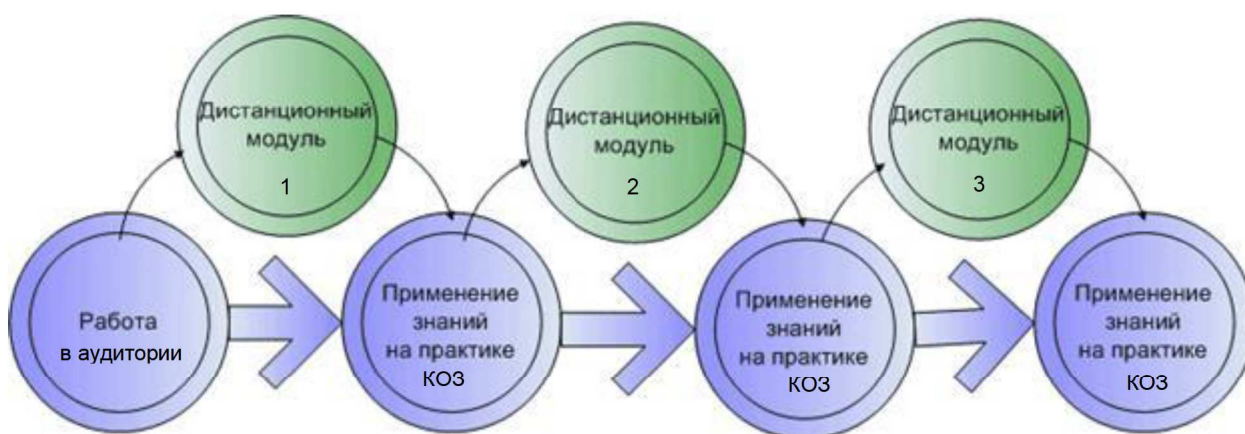 Дистанционный
модуль
1
Дистанционный
модуль
2
Дистанционный
модуль
3
Работа
в аудитории
Применение
знаний
на практике
КОЗ
Применение
знаний
на практике
КОЗ
Применение
знаний
на практике
КОЗ